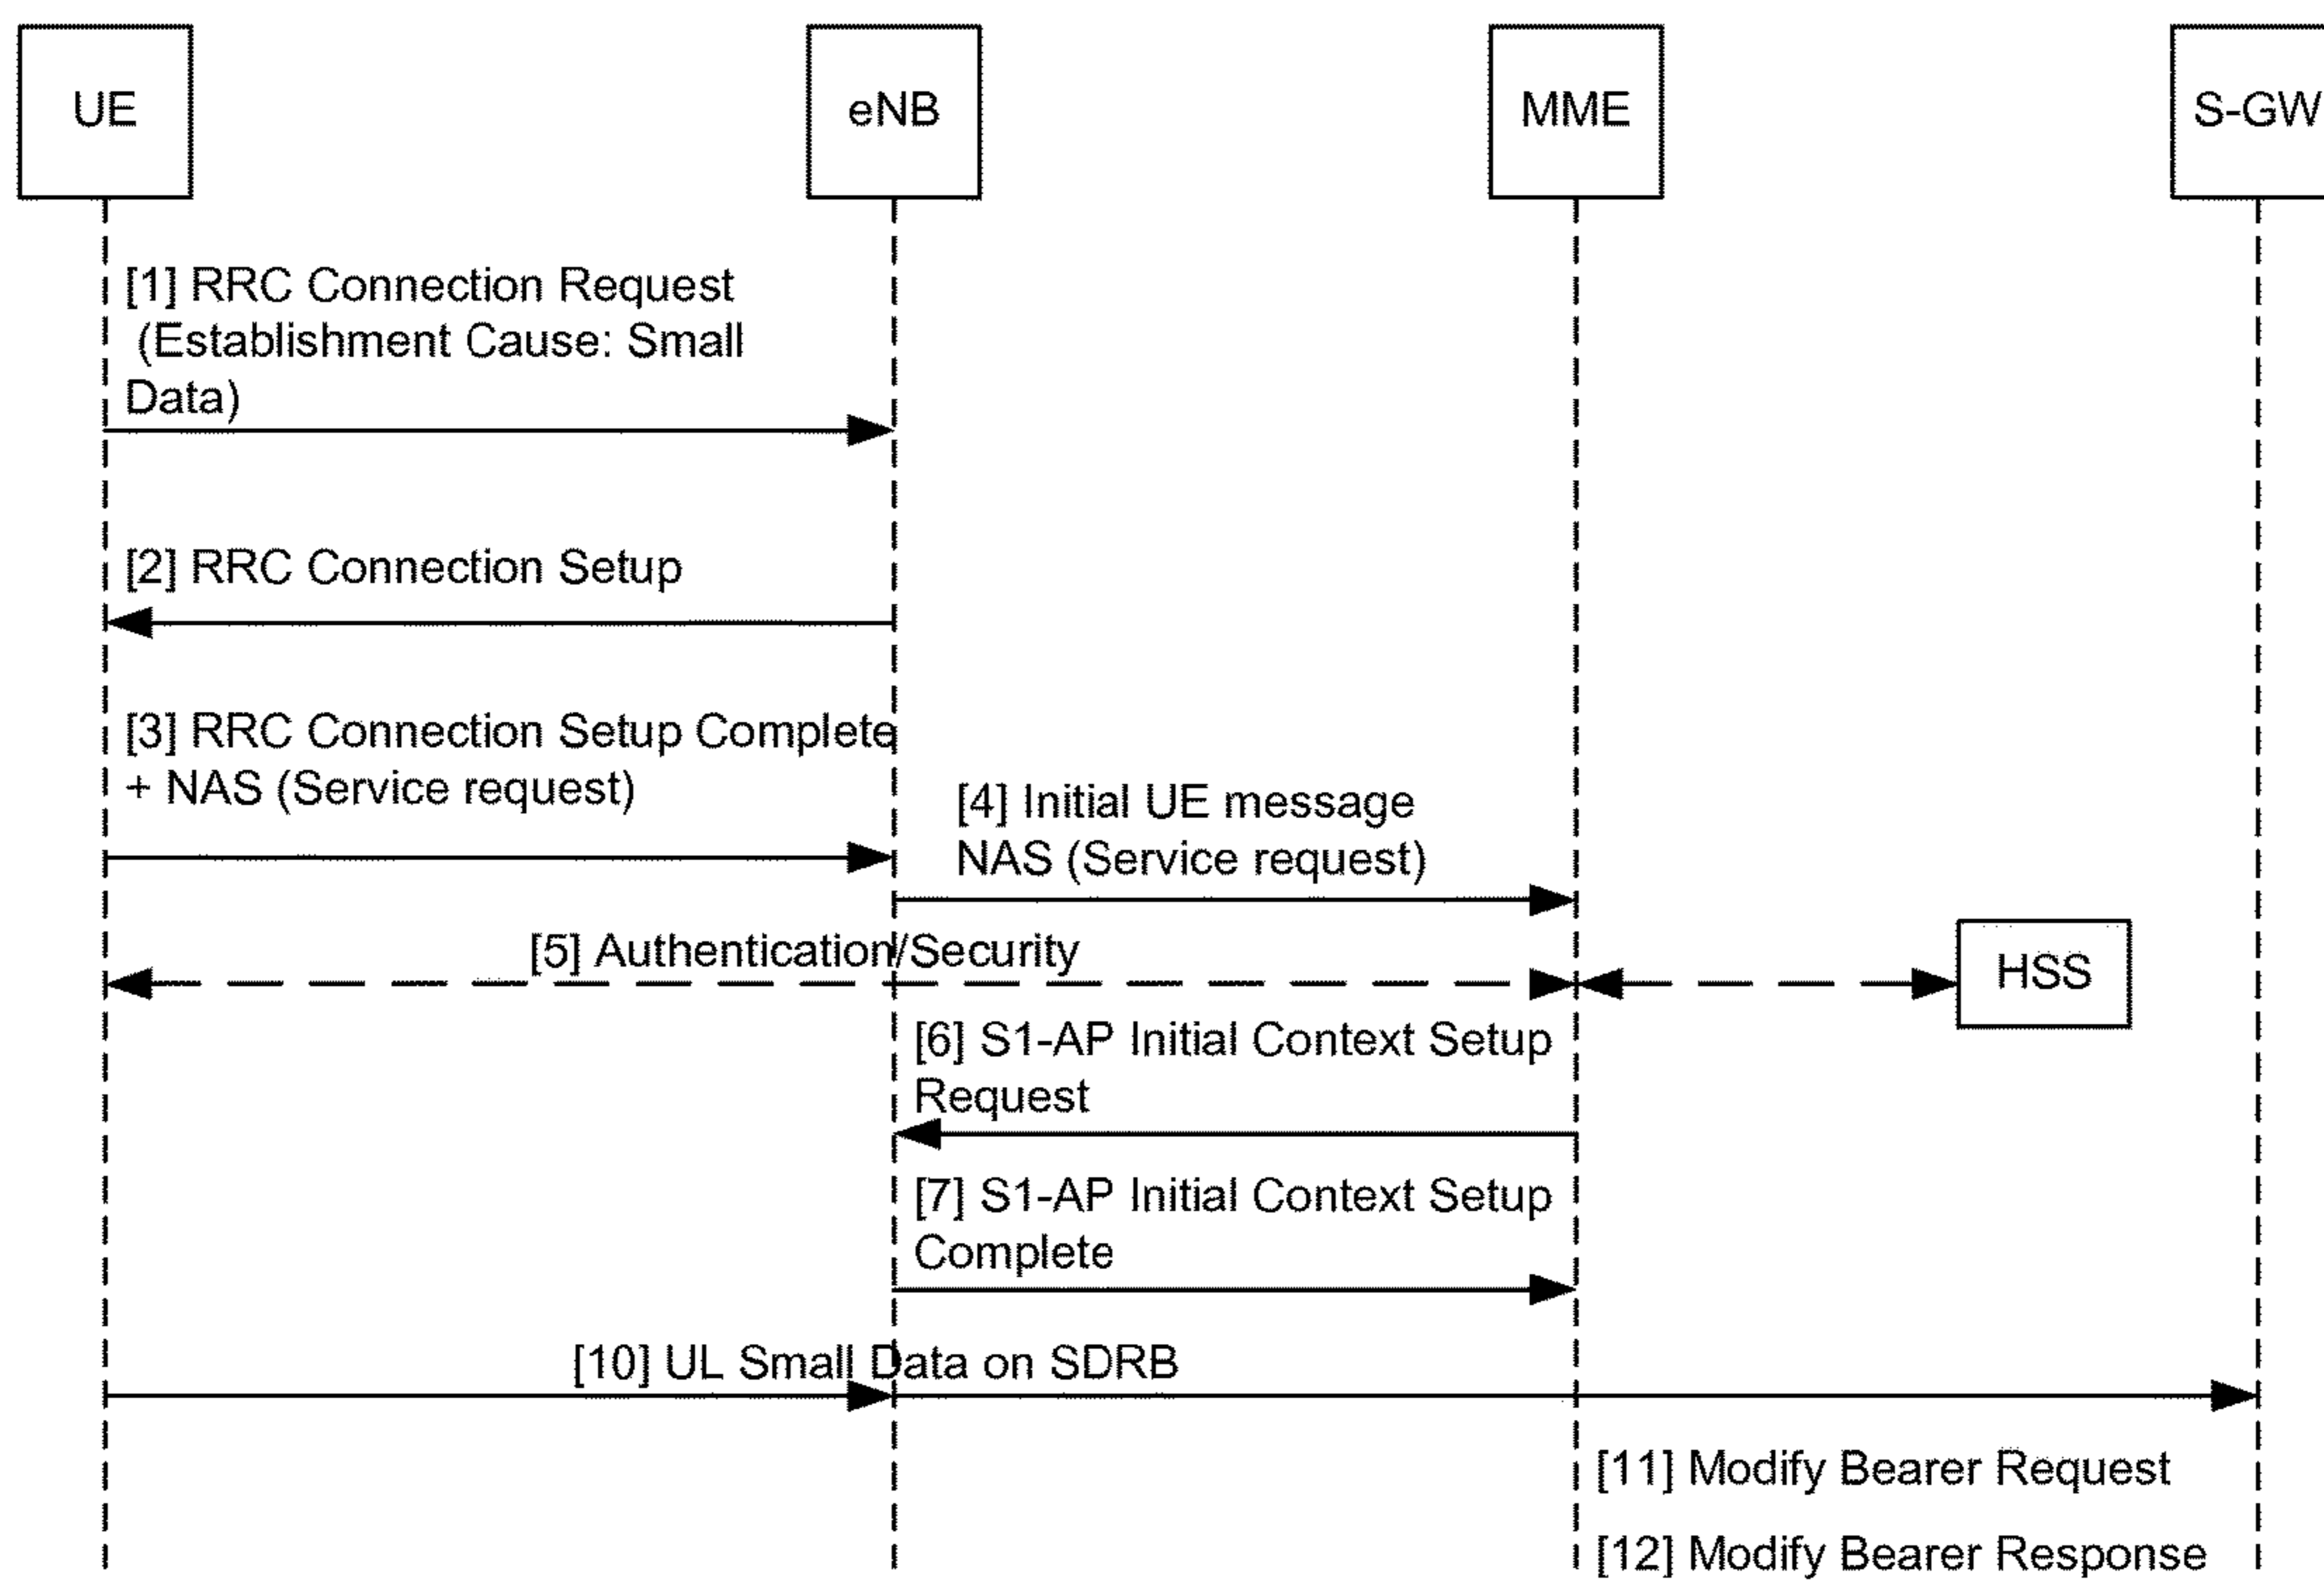 UE
eNB
MME
S-GW
[1] RRC Connection Request
(Establishment Cause: Small
Data)
[2] RRC Connection Setup
[3] RRC Connection Setup Complete
+ NAS (Service request)
[4] Initial UE message
NAS (Service request)
[5] Authentication/Security
HSS
[6] S1-AP Initial Context Setup
Request
[7] S1-AP Initial Context Setup
Complete
[10] UL Small Data on SDRB
[11] Modify Bearer Request
[12] Modify Bearer Response